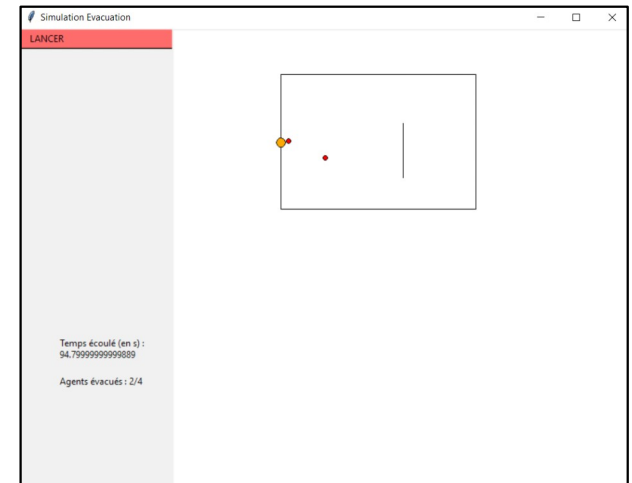 Simulation Evacuation
LANCER
Temps écoulé (en s) :
94.79999999999889
Agents évacués : 2/4